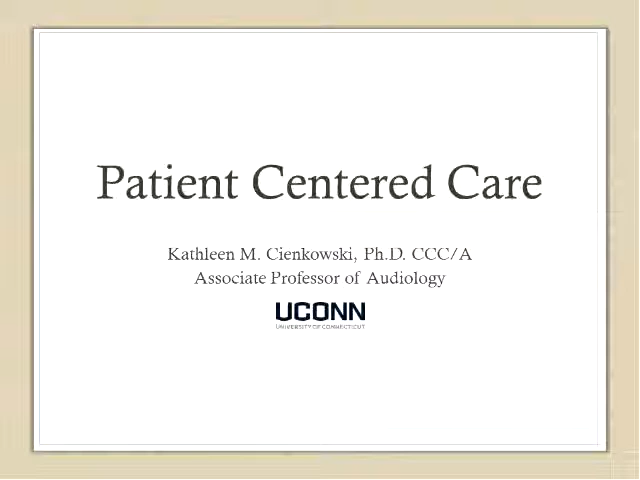 Patient Centered Care
Kathleen M. Cienkowski, Ph.D. CCC/A
Associate Professor of Audiology
UCONN
UNIVERSITY OF CONNECTICUT